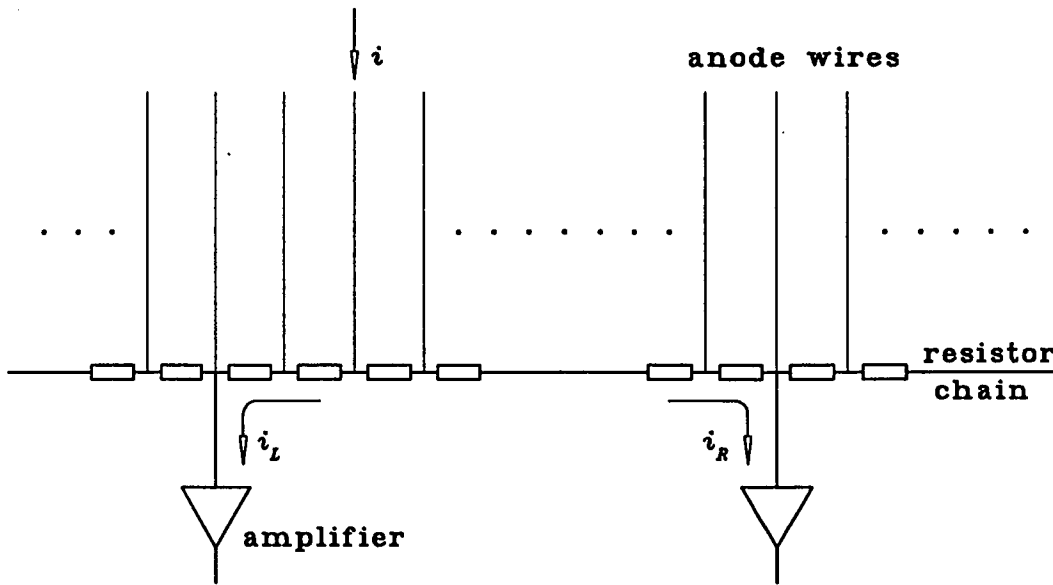 i
anode wires
resistor
chain
i_L
i_R
amplifier